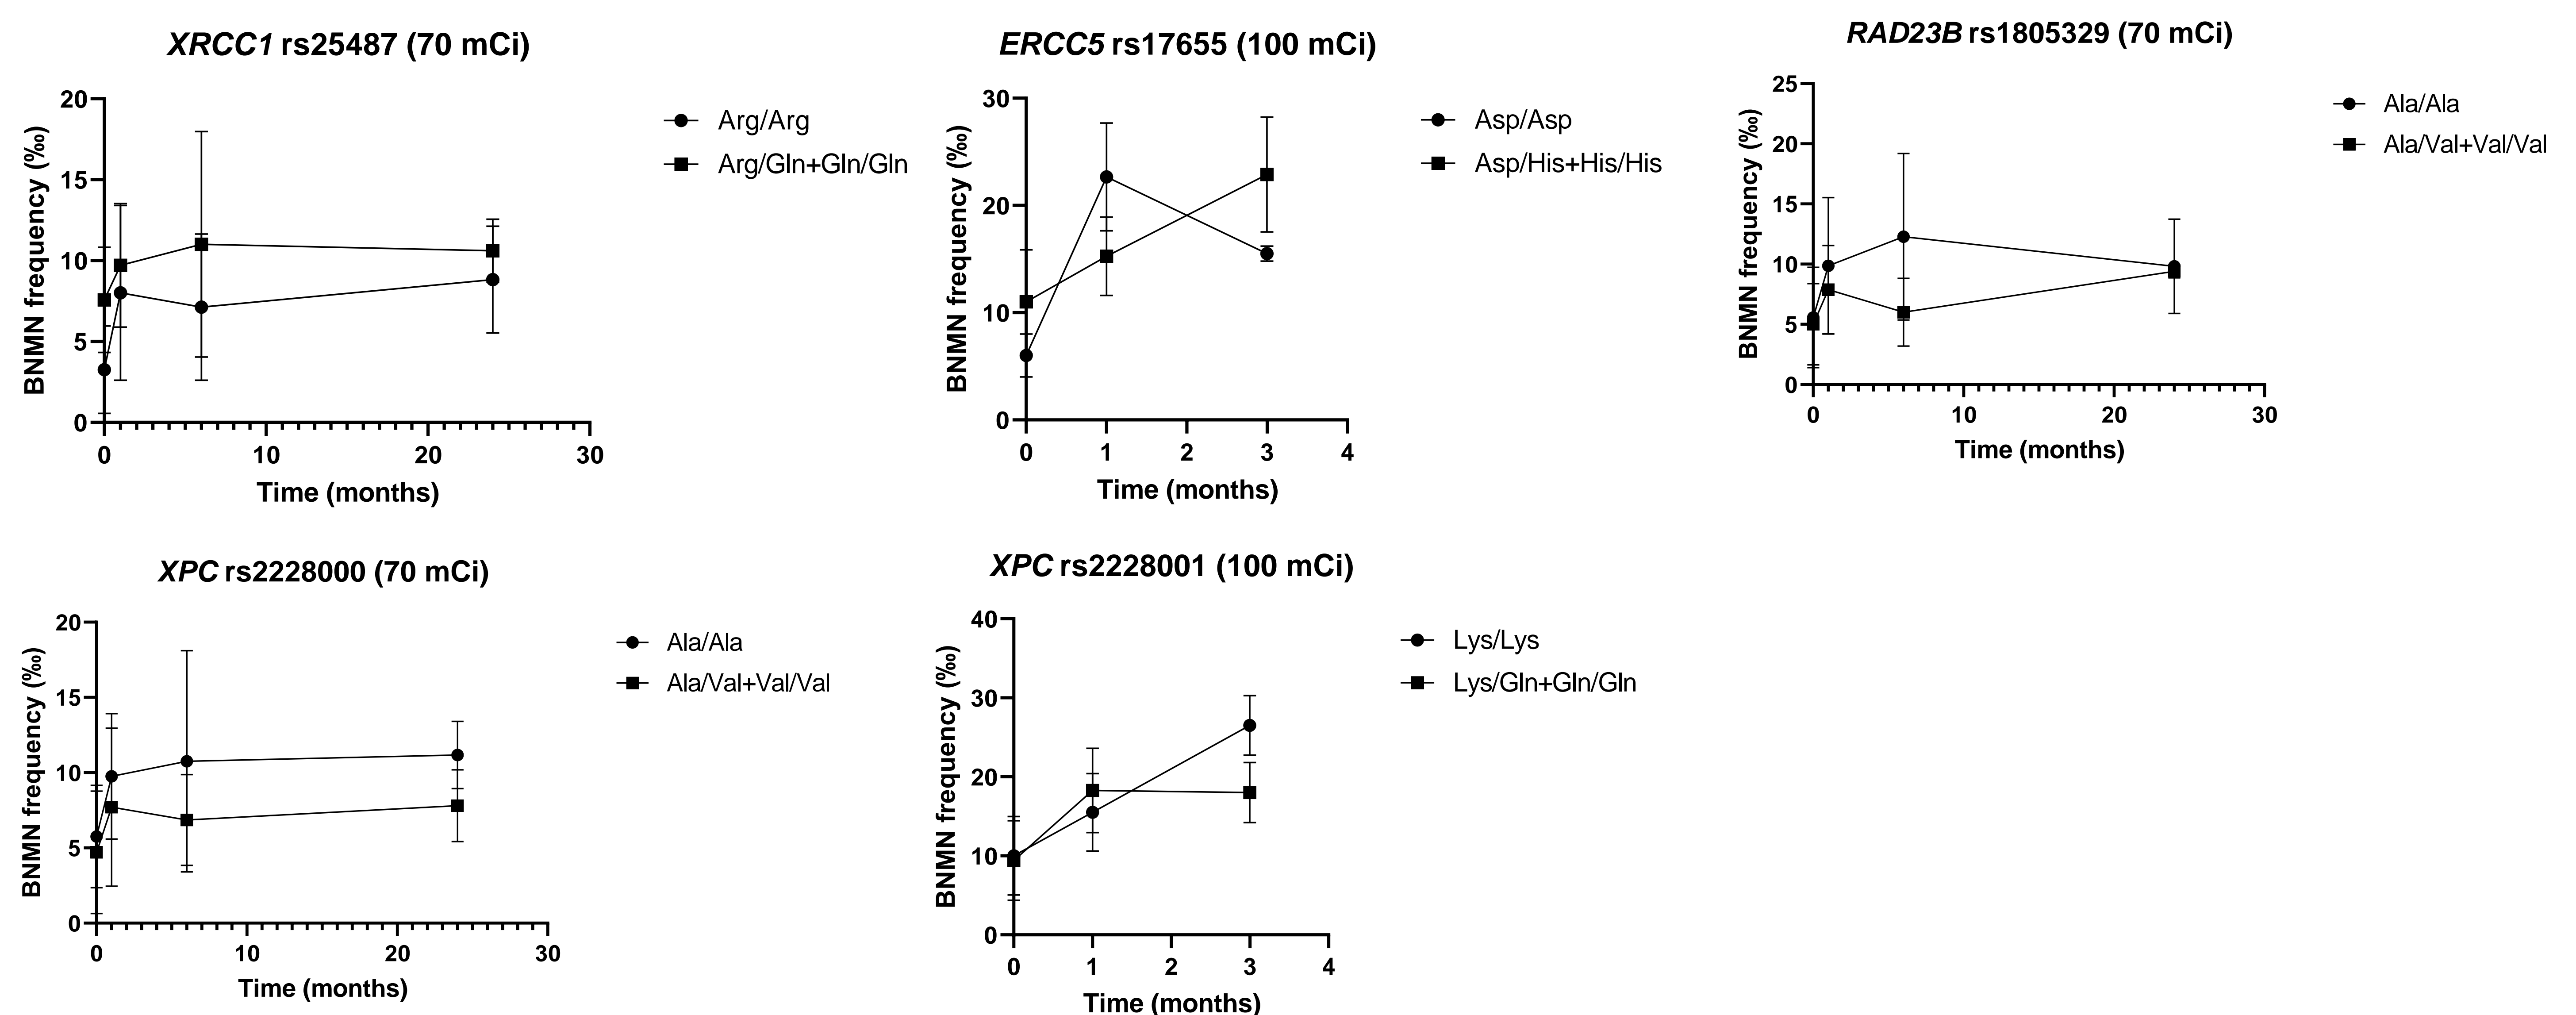 XRCC1 rs25487 (70 mCi)
BNMN frequency (‰)
20
15
10
5
0
0 10 20 30
Time (months)
Arg/Arg
Arg/Gln+Gln/Gln
ERCC5 rs17655 (100 mCi)
BNMN frequency (‰)
30
20
10
0
0 1 2 3 4
Time (months)
Asp/Asp
Asp/His+His/His
RAD23B rs1805329 (70 mCi)
BNMN frequency (‰)
25
20
15
10
5
0
0 10 20 30
Time (months)
Ala/Ala
Ala/Val+Val/Val
XPC rs2228000 (70 mCi)
BNMN frequency (‰)
20
15
10
5
0
0 10 20 30
Time (months)
Ala/Ala
Ala/Val+Val/Val
XPC rs2228001 (100 mCi)
BNMN frequency (‰)
40
30
20
10
0
0 1 2 3 4
Time (months)
Lys/Lys
Lys/Gln+Gln/Gln